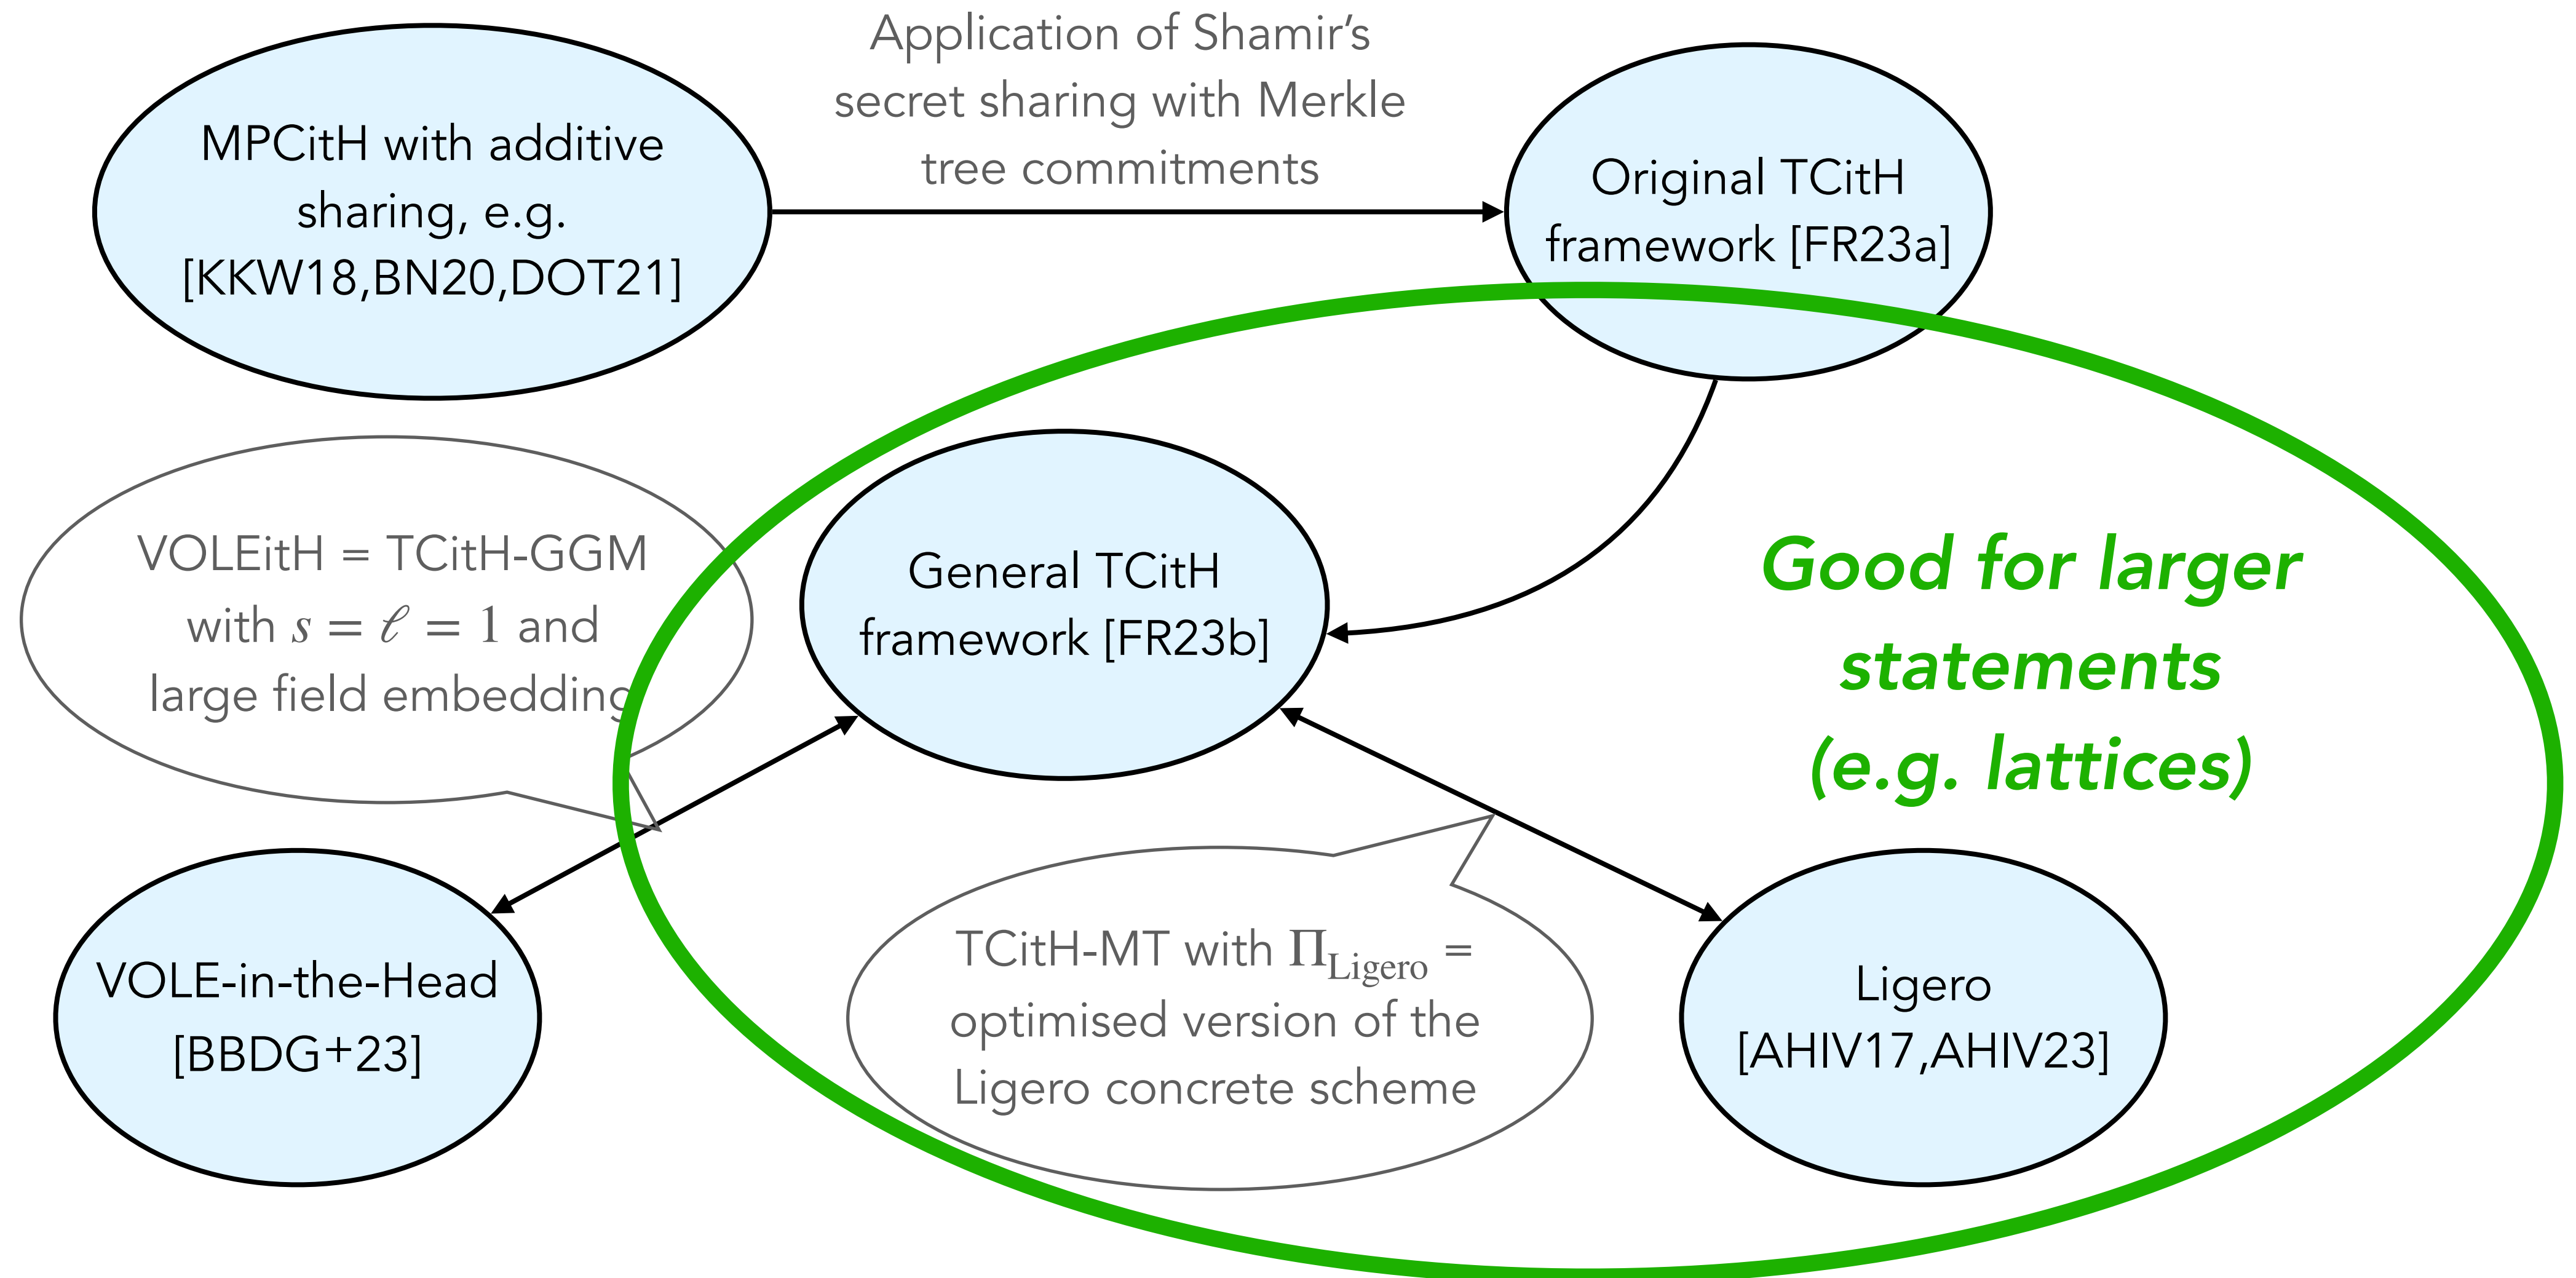 MPCitH with additive
sharing, e.g.
[KKW18,BN20,DOT21]
Application of Shamir’s
secret sharing with Merkle
tree commitments
Original TCitH
framework [FR23a]
VOLEitH = TCitH-GGM
with s = ℓ = 1 and
large field embedding
General TCitH
framework [FR23b]
Good for larger
statements
(e.g. lattices)
VOLE-in-the-Head
[BBDG+23]
TCitH-MT with Π_Ligero =
optimised version of the
Ligero concrete scheme
Ligero
[AHIV17,AHIV23]